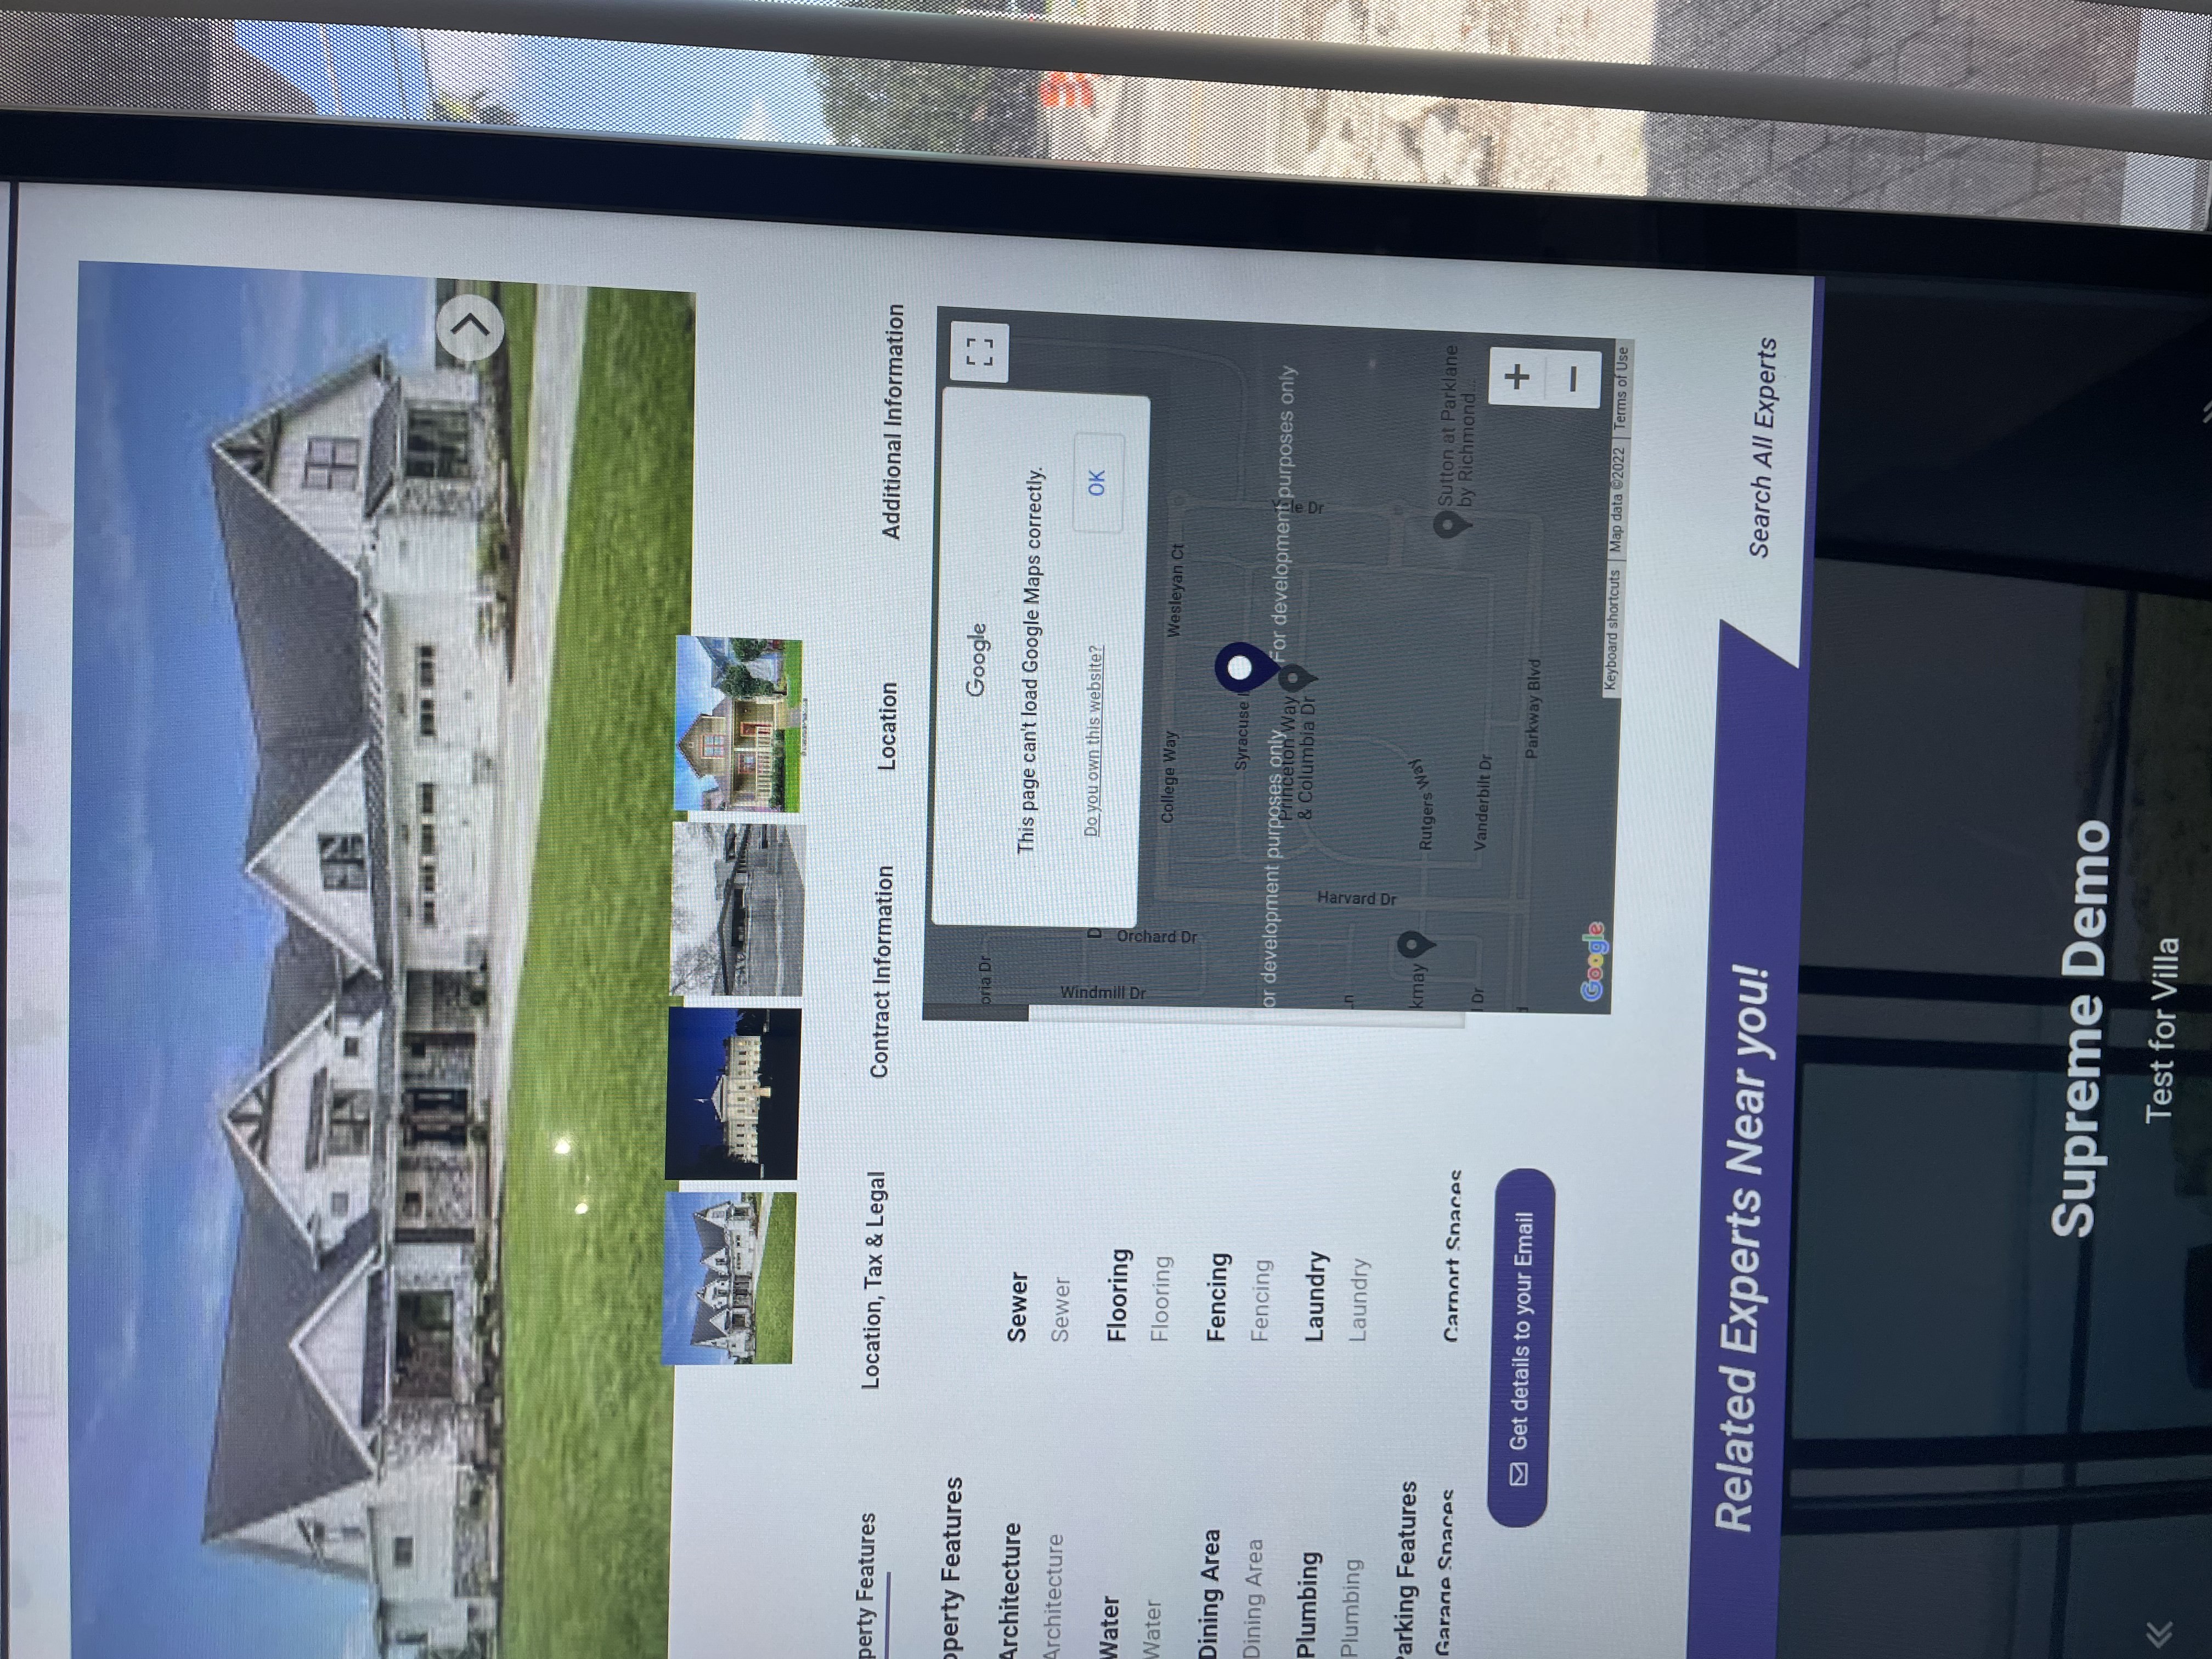 perty Features
Location, Tax & Legal
Contract Information
Location
Additional Information
operty Features
Architecture
Architecture
Sewer
Sewer
Water
Water
Flooring
Flooring
Dining Area
Dining Area
Fencing
Fencing
Plumbing
Plumbing
Laundry
Laundry
Parking Features
Garage Spaces
Carport Spaces
Get details to your Email
Google
This page can't load Google Maps correctly.
Do you own this website?
OK
oria Dr
Windmill Dr
D
Orchard Dr
College Way
Wesleyan Ct
Syracuse
or development purposes only
For development purposes only
Princeton Way
& Columbia Dr
Harvard Dr
Ln
kmay
Rutgers Way
Sutton at Parklane
by Richmond...
l Dr
Vanderbilt Dr
Parkway Blvd
+
−
Google
Keyboard shortcuts
Map data ©2022
Terms of Use
Related Experts Near you!
Search All Experts
Supreme Demo
Test for Villa